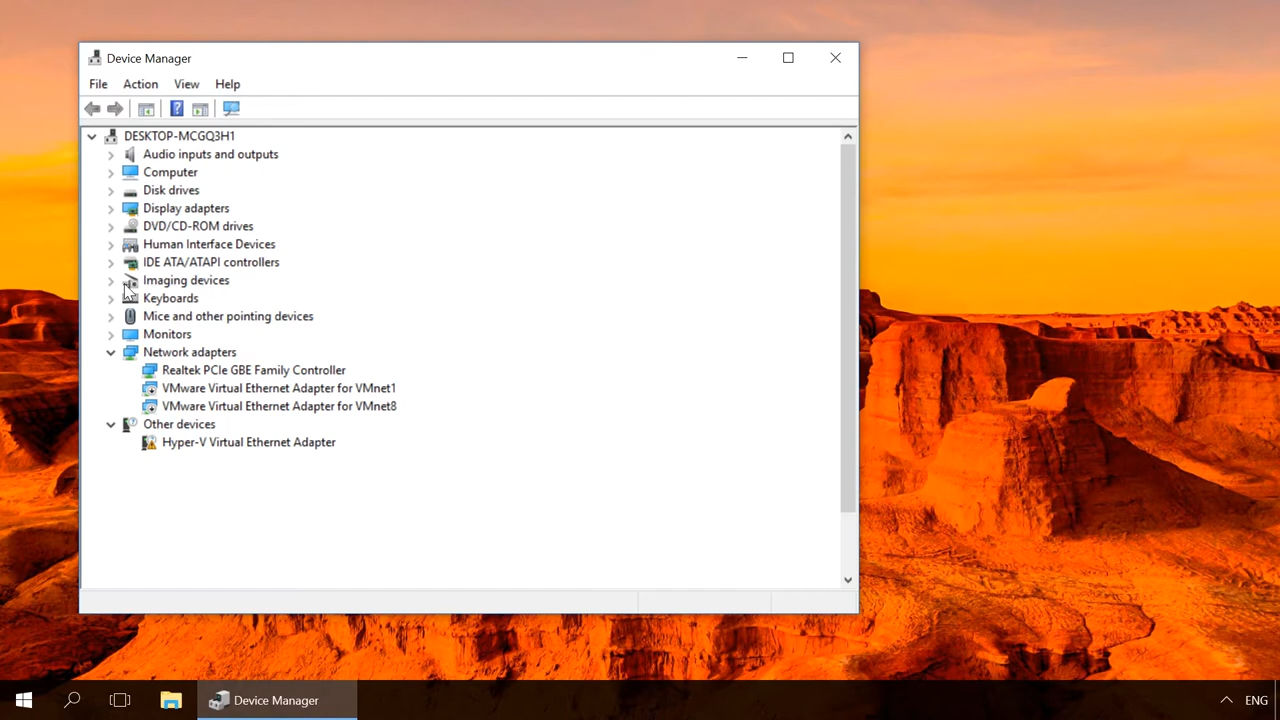 Device Manager
File Action View Help
DESKTOP-MCGQ3H1
Audio inputs and outputs
Computer
Disk drives
Display adapters
DVD/CD-ROM drives
Human Interface Devices
IDE ATA/ATAPI controllers
Imaging devices
Keyboards
Mice and other pointing devices
Monitors
Network adapters
Realtek PCIe GBE Family Controller
VMware Virtual Ethernet Adapter for VMnet1
VMware Virtual Ethernet Adapter for VMnet8
Other devices
Hyper-V Virtual Ethernet Adapter
Device Manager ENG